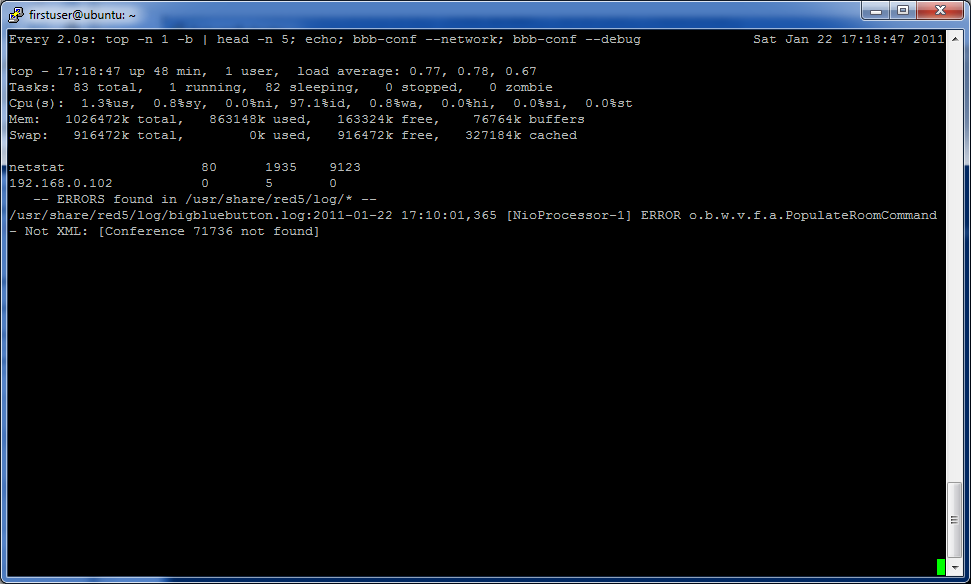 firstuser@ubuntu: ~
Every 2.0s: top -n 1 -b | head -n 5; echo; bbb-conf --network; bbb-conf --debug Sat Jan 22 17:18:47 2011
top - 17:18:47 up 48 min, 1 user, load average: 0.77, 0.78, 0.67
Tasks: 83 total, 1 running, 82 sleeping, 0 stopped, 0 zombie
Cpu(s): 1.3%us, 0.8%sy, 0.0%ni, 97.1%id, 0.8%wa, 0.0%hi, 0.0%si, 0.0%st
Mem: 1026472k total, 863148k used, 163324k free, 76764k buffers
Swap: 916472k total, 0k used, 916472k free, 327184k cached
netstat 80 1935 9123
192.168.0.102 0 5 0
-- ERRORS found in /usr/share/red5/log/* --
/usr/share/red5/log/bigbluebutton.log:2011-01-22 17:10:01,365 [NioProcessor-1] ERROR o.b.w.v.f.a.PopulateRoomCommand
- Not XML: [Conference 71736 not found]